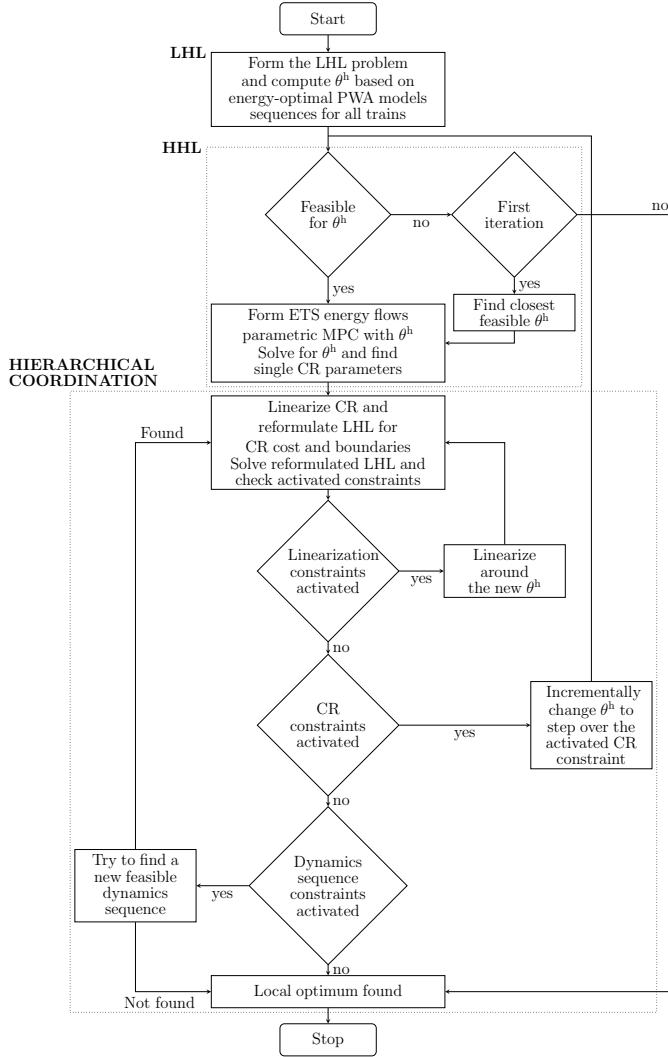 Start
LHL
Form the LHL problem
and compute θʰ based on
energy-optimal PWA models
sequences for all trains
HHL
Feasible
for θʰ
no
First
iteration
no
yes
yes
Form ETS energy flows
parametric MPC with θʰ
Solve for θʰ and find
single CR parameters
Find closest
feasible θʰ
HIERARCHICAL
COORDINATION
Linearize CR and
reformulate LHL for
CR cost and boundaries
Solve reformulated LHL and
check activated constraints
Found
Linearization
constraints
activated
yes
Linearize
around
the new θʰ
no
CR
constraints
activated
yes
Incrementally
change θʰ to
step over the
activated CR
constraint
no
Dynamics
sequence
constraints
activated
yes
Try to find a
new feasible
dynamics
sequence
no
Not found
Local optimum found
Stop